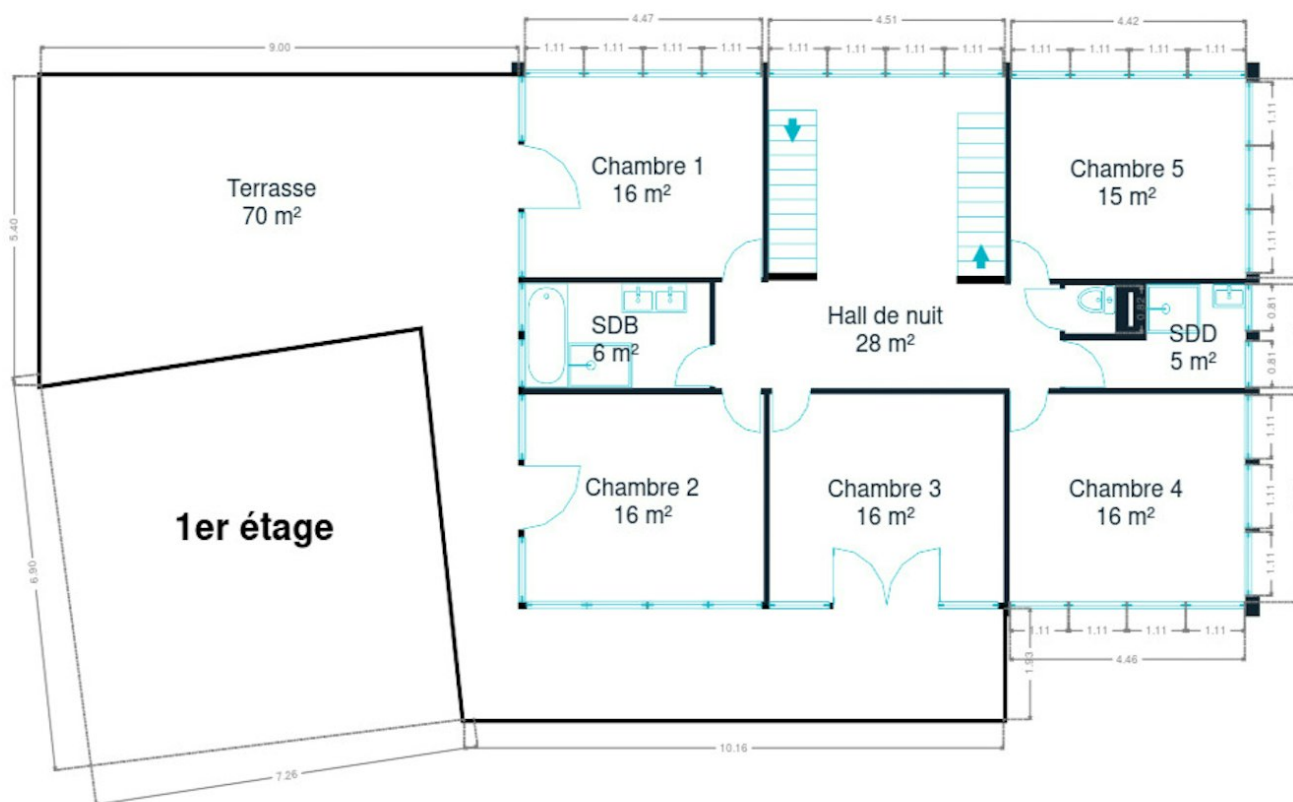 4.47
4.51
4.42
9.00
1.11 1.11 1.11 1.11
1.11 1.11 1.11 1.11
1.11 1.11 1.11 1.11
5.40
Terrasse
70 m²
Chambre 1
16 m²
Chambre 5
15 m²
1.11
1.11
1.11
SDB
6 m²
Hall de nuit
28 m²
0.82
SDD
5 m²
0.81
0.81
Chambre 2
16 m²
Chambre 3
16 m²
Chambre 4
16 m²
1.11
1.11
1.11
1er étage
6.90
1.11 1.11 1.11 1.11
4.46
1.93
10.16
7.26